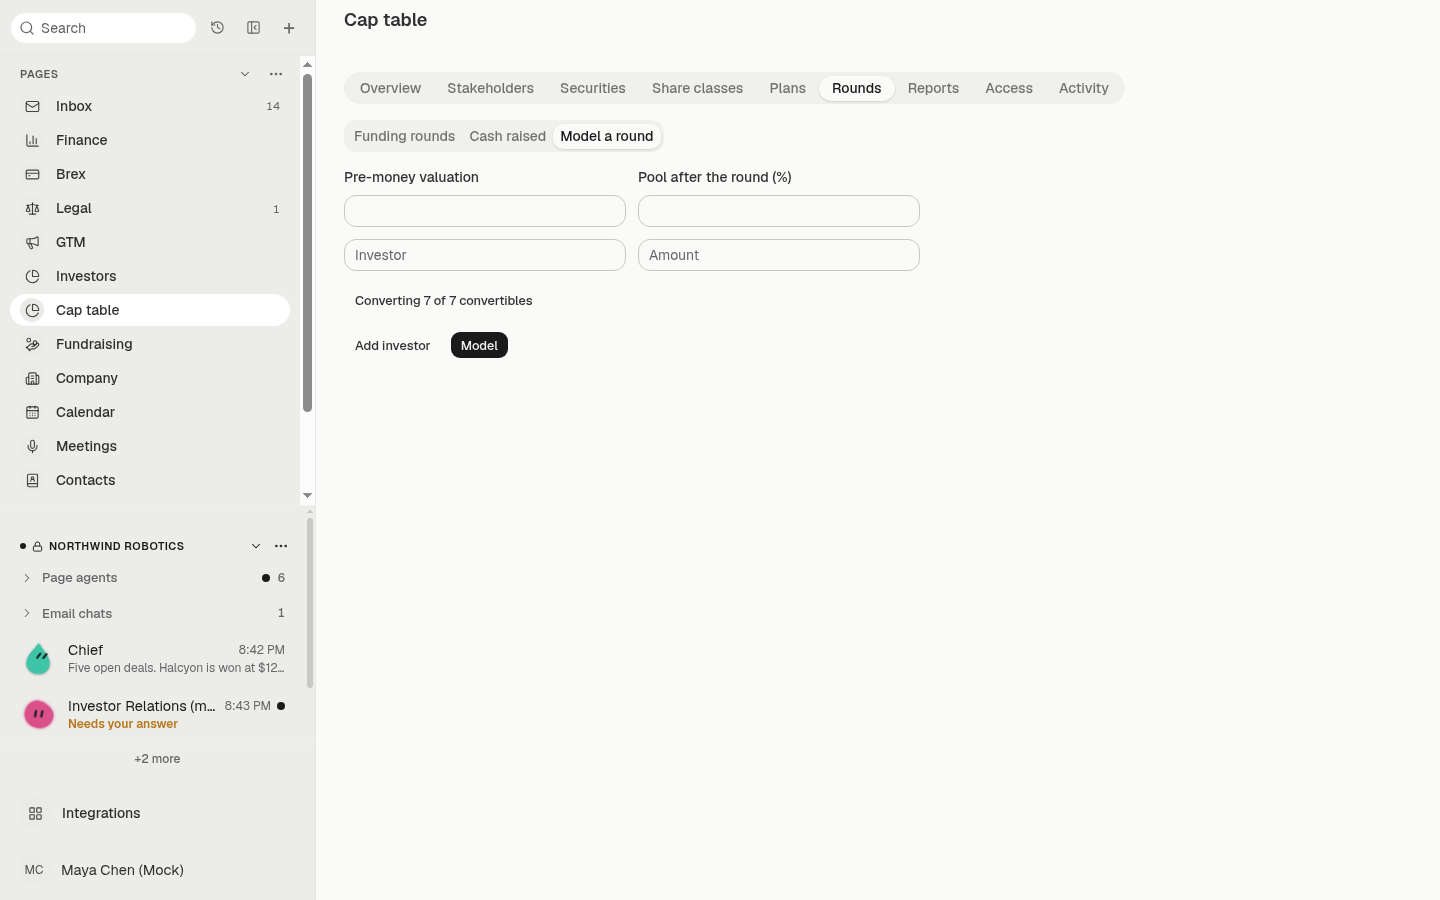 Search
PAGES
Inbox 14
Finance
Brex
Legal 1
GTM
Investors
Cap table
Fundraising
Company
Calendar
Meetings
Contacts
NORTHWIND ROBOTICS
Page agents 6
Email chats 1
Chief 8:42 PM
Five open deals. Halcyon is won at $12...
Investor Relations (m... 8:43 PM
Needs your answer
+2 more
Integrations
MC Maya Chen (Mock)
Cap table
Overview Stakeholders Securities Share classes Plans Rounds Reports Access Activity
Funding rounds Cash raised Model a round
Pre-money valuation Pool after the round (%)
Investor Amount
Converting 7 of 7 convertibles
Add investor Model